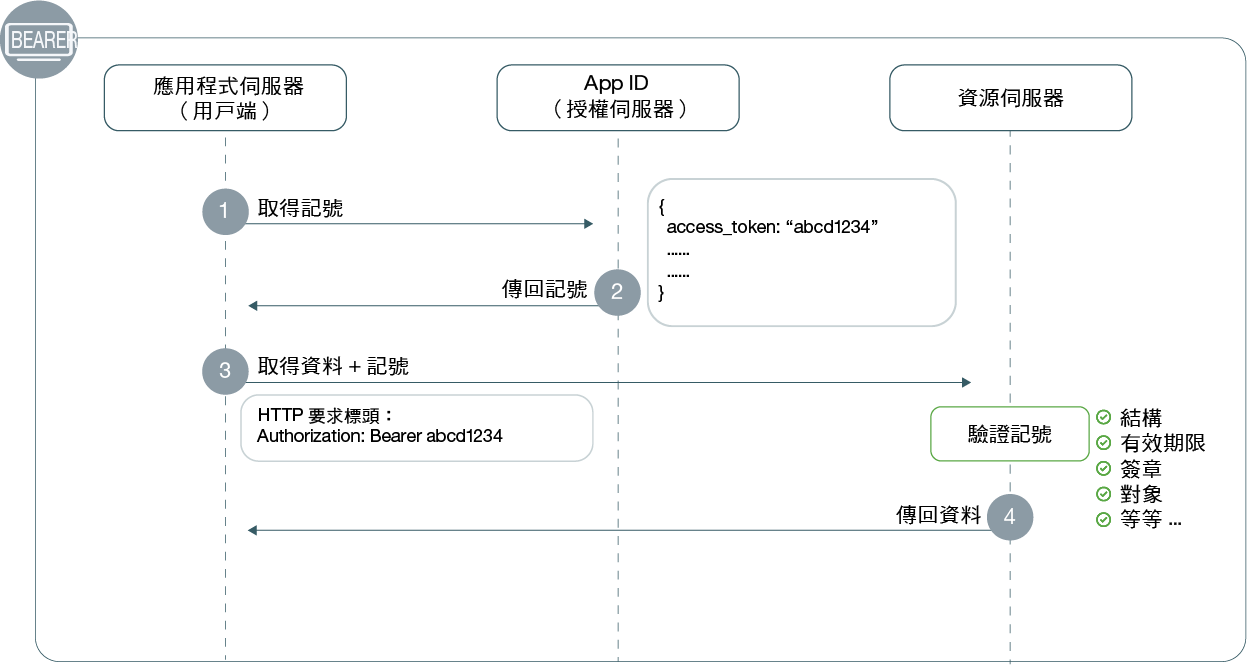 BEARER
應用程式伺服器
（用戶端）
App ID
（授權伺服器）
資源伺服器
1
取得記號
{
access_token: “abcd1234”
......
......
}
傳回記號
2
3
取得資料 + 記號
HTTP 要求標頭：
Authorization: Bearer abcd1234
驗證記號
結構
有效期限
簽章
對象
等等 ...
傳回資料
4